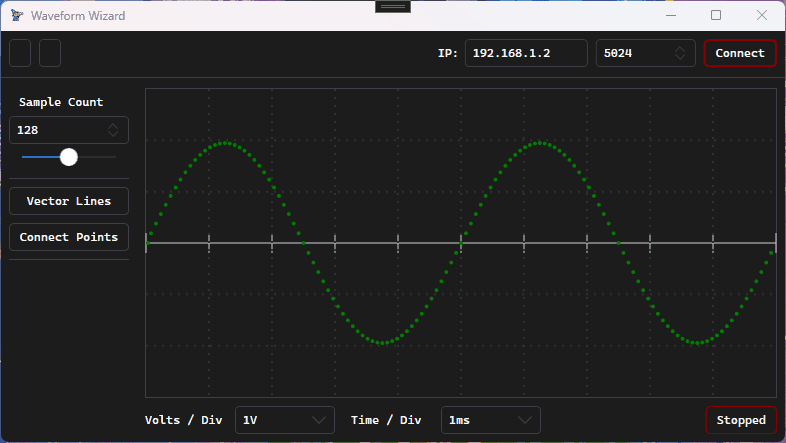 Waveform Wizard
IP: 192.168.1.2 5024 Connect
Sample Count
128
Vector Lines
Connect Points
Volts / Div 1V Time / Div 1ms Stopped